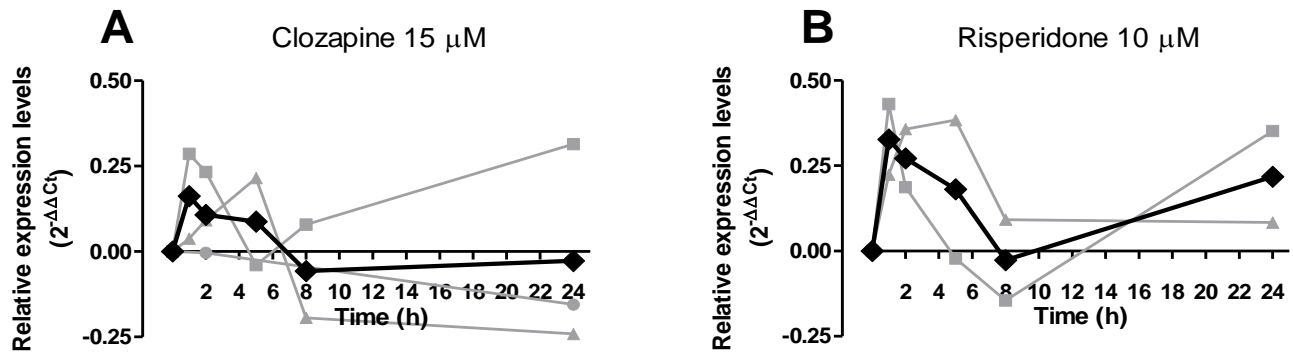 A
Clozapine 15 μM
Relative expression levels
(2-ΔΔCt)
0.50
0.25
0.00
-0.25
2 4 6 8 10 12 14 16 18 20 22 24
Time (h)
B
Risperidone 10 μM
Relative expression levels
(2-ΔΔCt)
0.50
0.25
0.00
-0.25
2 4 6 8 10 12 14 16 18 20 22 24
Time (h)